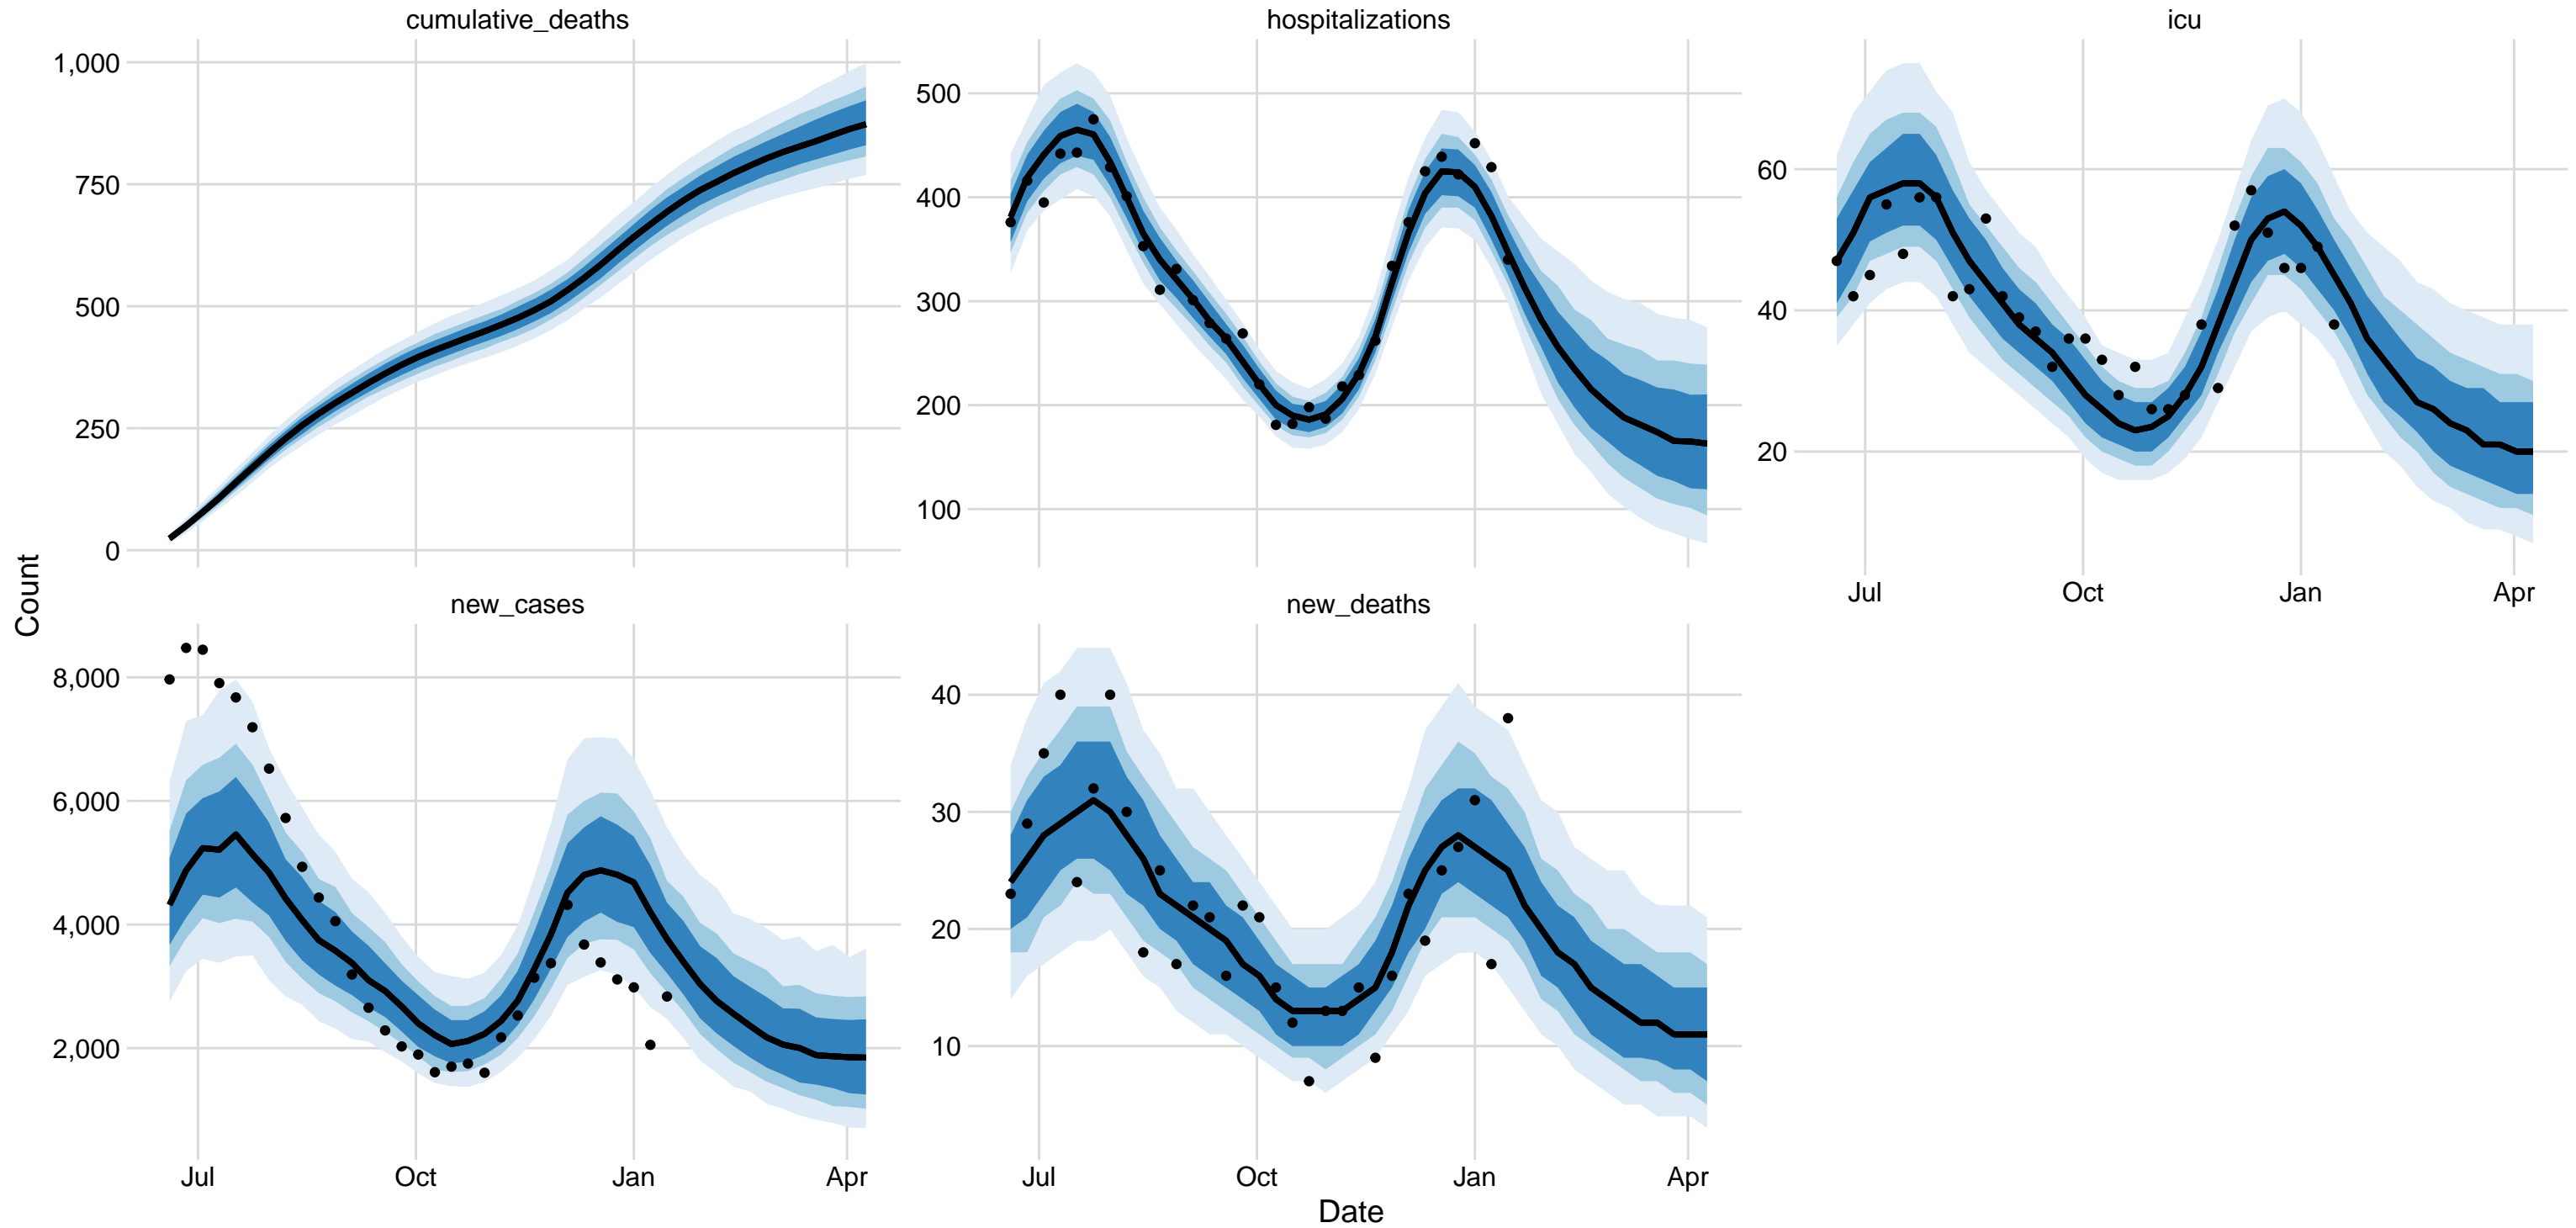 cumulative_deaths
1,000
750
500
250
0
hospitalizations
500
400
300
200
100
icu
60
40
20
Jul Oct Jan Apr
Count
new_cases
8,000
6,000
4,000
2,000
Jul Oct Jan Apr
new_deaths
40
30
20
10
Jul Oct Jan Apr
Date